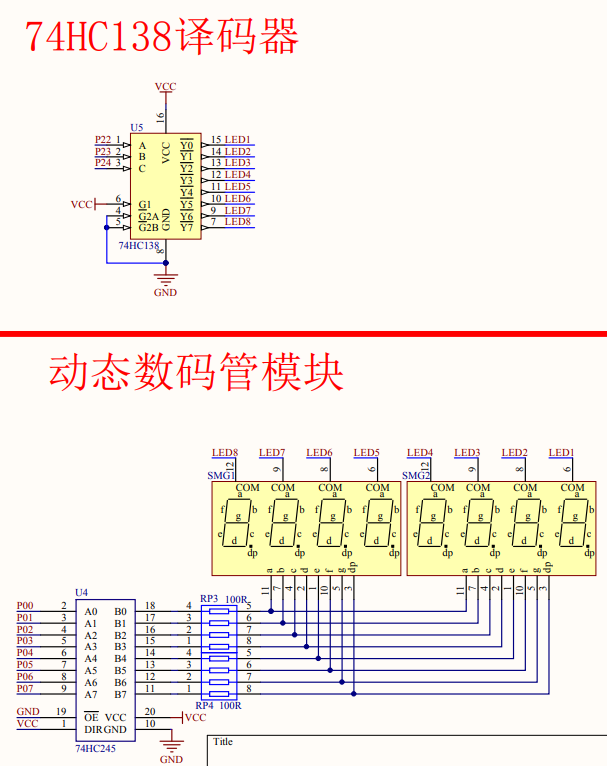 74HC138译码器
VCC
16
U5
P22 1 A VCC Y0 15 LED1
P23 2 B Y1 14 LED2
P24 3 C Y2 13 LED3
Y3 12 LED4
Y4 11 LED5
VCC 6 G1 Y5 10 LED6
4 G2A GND Y6 9 LED7
5 G2B Y7 7 LED8
74HC138
8
GND
动态数码管模块
LED8 LED7 LED6 LED5 LED4 LED3 LED2 LED1
12 9 8 6 12 9 8 6
SMG1 SMG2
COM COM COM COM COM COM COM COM
a a a a a a a a
f b f b f b f b f b f b f b f b
g g g g g g g g
e c e c e c e c e c e c e c e c
d d d d d d d d
dp dp dp dp dp dp dp dp
a b c d e f g dp a b c d e f g dp
11 7 4 2 1 10 5 3 11 7 4 2 1 10 5 3
U4 RP3 100R
P00 2 A0 B0 18 4 5
P01 3 A1 B1 17 3 6
P02 4 A2 B2 16 2 7
P03 5 A3 B3 15 1 8
P04 6 A4 B4 14 4 5
P05 7 A5 B5 13 3 6
P06 8 A6 B6 12 2 7
P07 9 A7 B7 11 1 8
RP4 100R
GND 19 OE VCC 20 VCC
VCC 1 DIR GND 10
74HC245
GND
Title